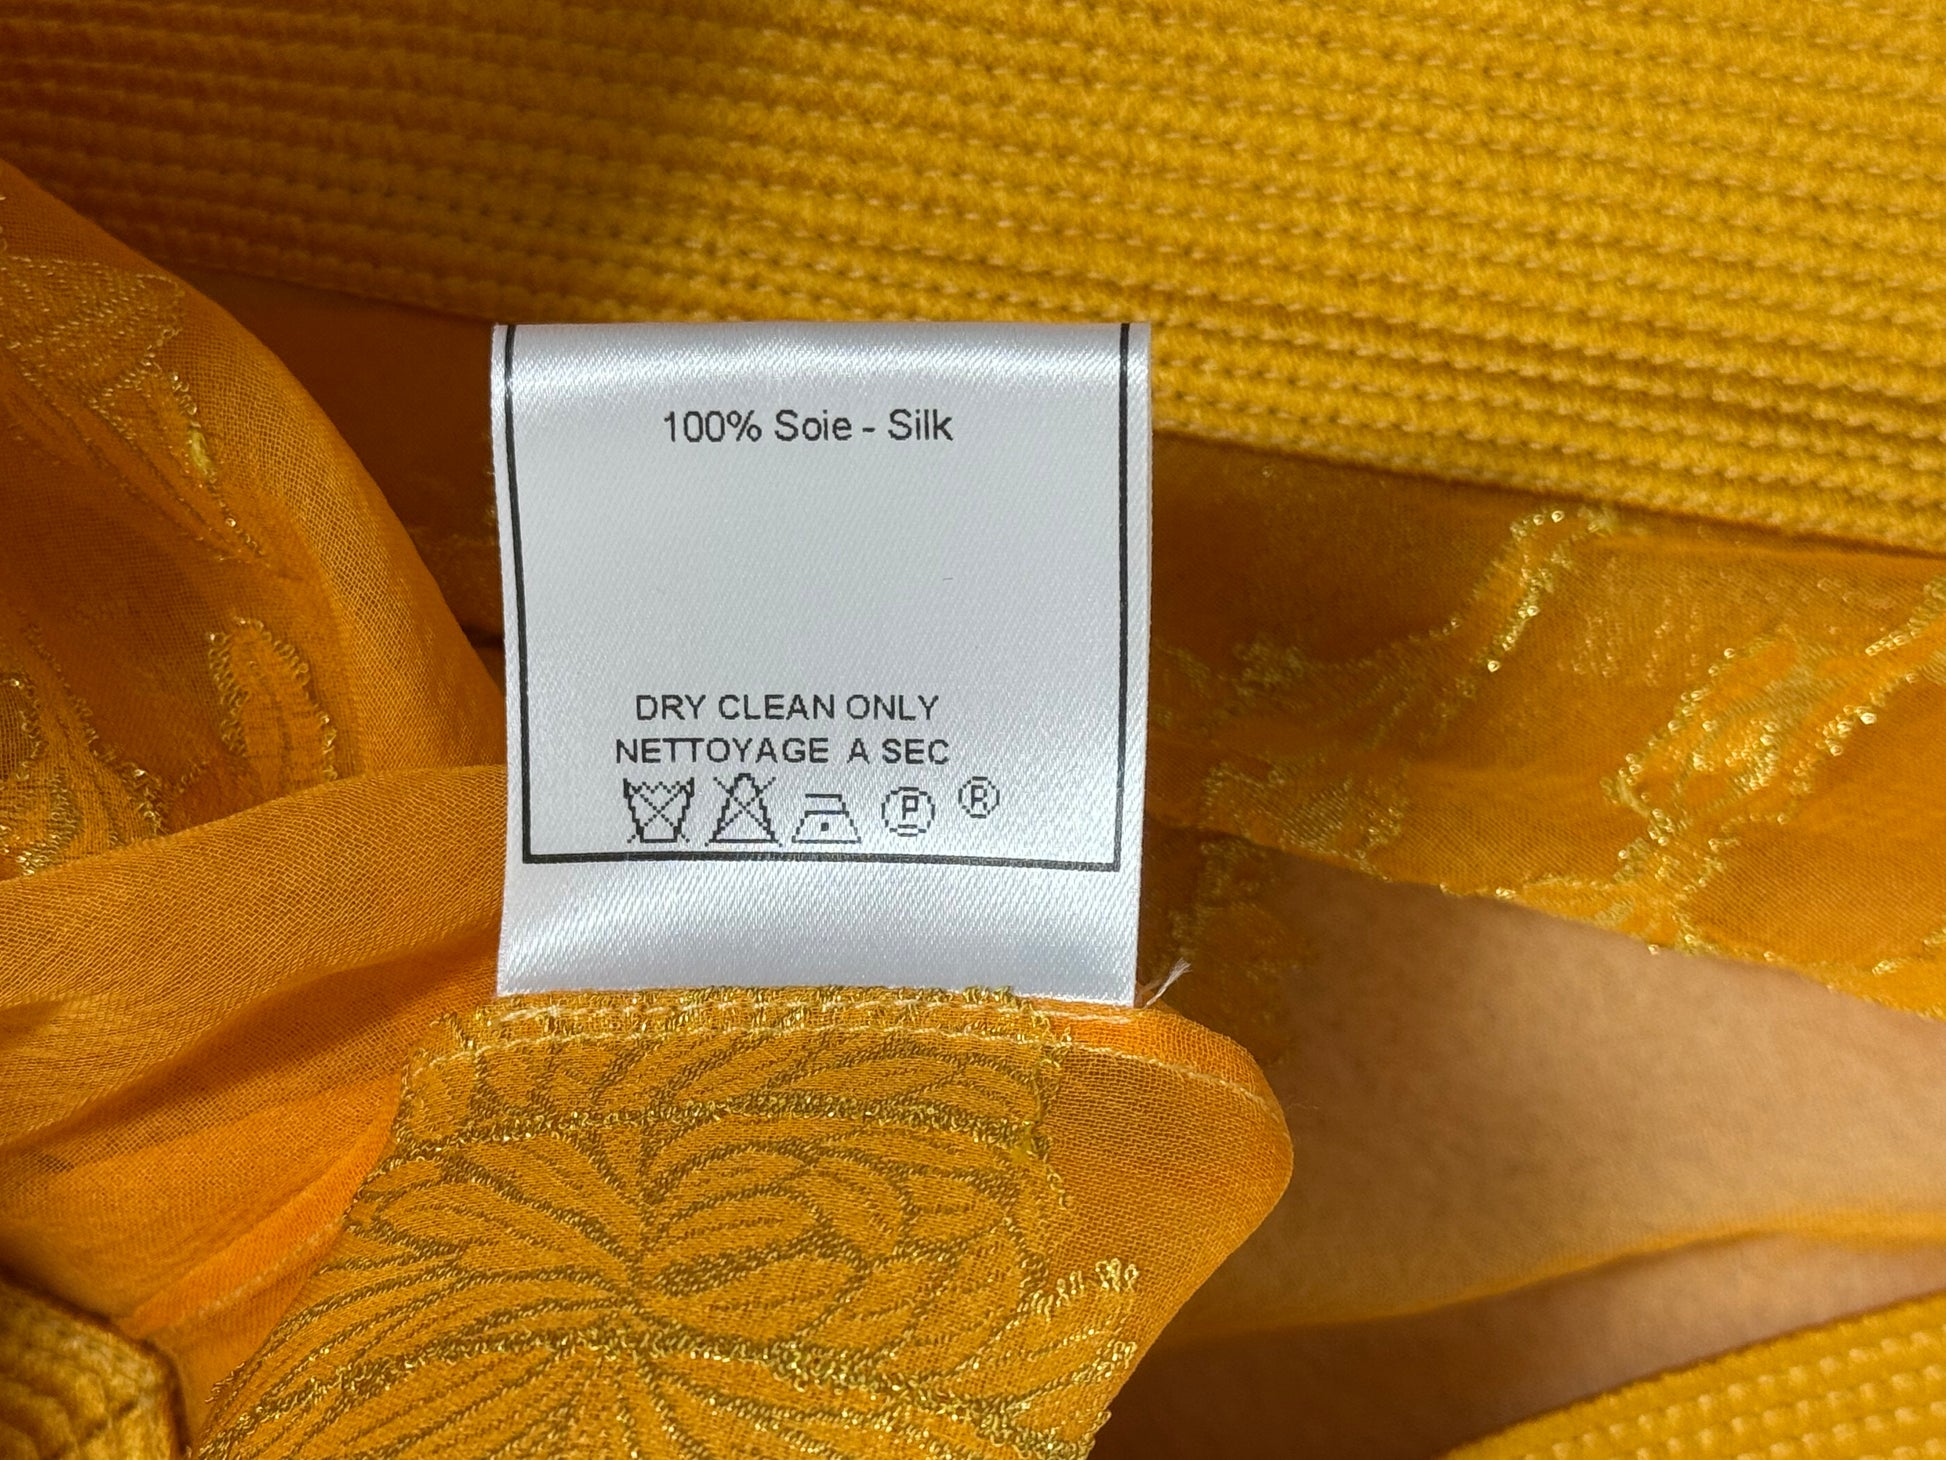 100% Soie - Silk
DRY CLEAN ONLY
NETTOYAGE A SEC
P ®